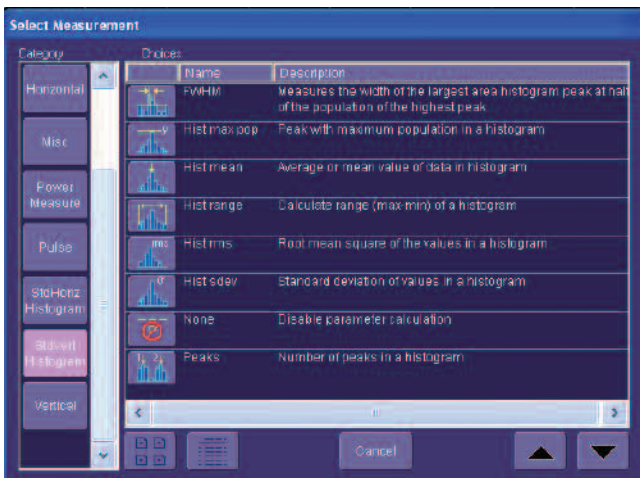 Select Measurement
Category
Choices
Horizontal
Misc
Power
Measure
Pulse
StdHorz
Histogram
StdVert
Histogram
Vertical
Name Description
FWHM Measures the width of the largest area histogram peak at half
of the population of the highest peak
Hist max pop Peak with maximum population in a histogram
Hist mean Average or mean value of data in histogram
Hist range Calculate range (max-min) of a histogram
rms Hist rms Root mean square of the values in a histogram
σ Hist sdev Standard deviation of values in a histogram
P None Disable parameter calculation
Peaks Number of peaks in a histogram
Cancel